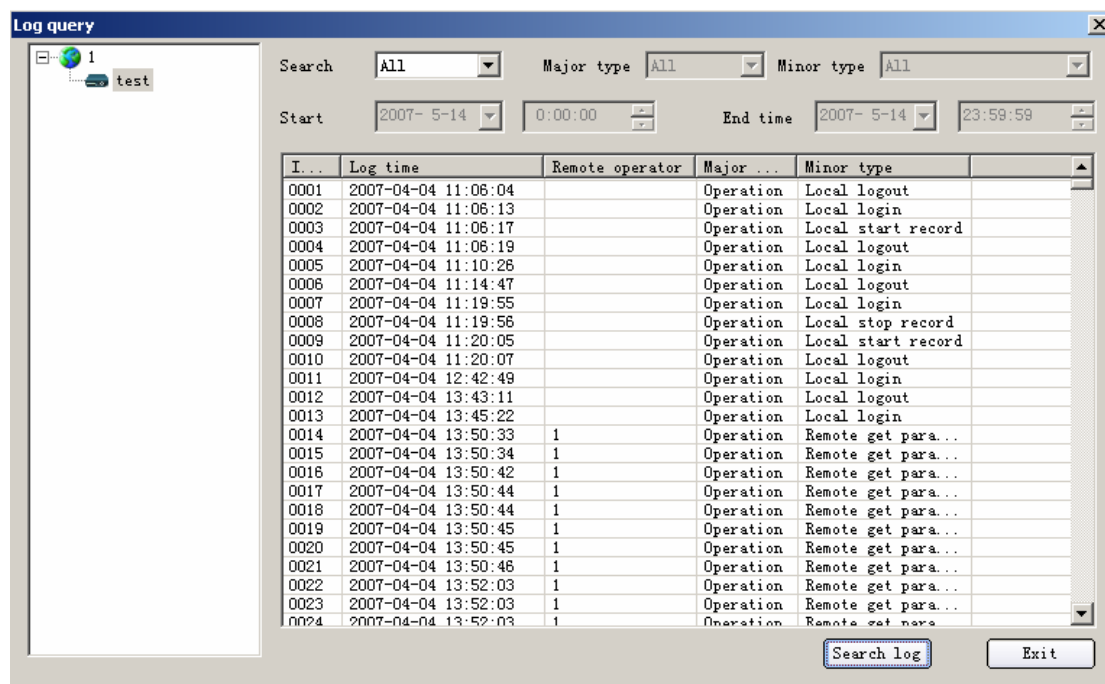 Log query
1
test
Search All Major type All Minor type All
Start 2007- 5-14 0:00:00 End time 2007- 5-14 23:59:59
I... Log time Remote operator Major ... Minor type
0001 2007-04-04 11:06:04 Operation Local logout
0002 2007-04-04 11:06:13 Operation Local login
0003 2007-04-04 11:06:17 Operation Local start record
0004 2007-04-04 11:06:19 Operation Local logout
0005 2007-04-04 11:10:26 Operation Local login
0006 2007-04-04 11:14:47 Operation Local logout
0007 2007-04-04 11:19:55 Operation Local login
0008 2007-04-04 11:19:56 Operation Local stop record
0009 2007-04-04 11:20:05 Operation Local start record
0010 2007-04-04 11:20:07 Operation Local logout
0011 2007-04-04 12:42:49 Operation Local login
0012 2007-04-04 13:43:11 Operation Local logout
0013 2007-04-04 13:45:22 Operation Local login
0014 2007-04-04 13:50:33 1 Operation Remote get para...
0015 2007-04-04 13:50:34 1 Operation Remote get para...
0016 2007-04-04 13:50:42 1 Operation Remote get para...
0017 2007-04-04 13:50:44 1 Operation Remote get para...
0018 2007-04-04 13:50:44 1 Operation Remote get para...
0019 2007-04-04 13:50:45 1 Operation Remote get para...
0020 2007-04-04 13:50:45 1 Operation Remote get para...
0021 2007-04-04 13:50:46 1 Operation Remote get para...
0022 2007-04-04 13:52:03 1 Operation Remote get para...
0023 2007-04-04 13:52:03 1 Operation Remote get para...
0024 2007-04-04 13:52:03 1 Operation Remote get para
Search log Exit